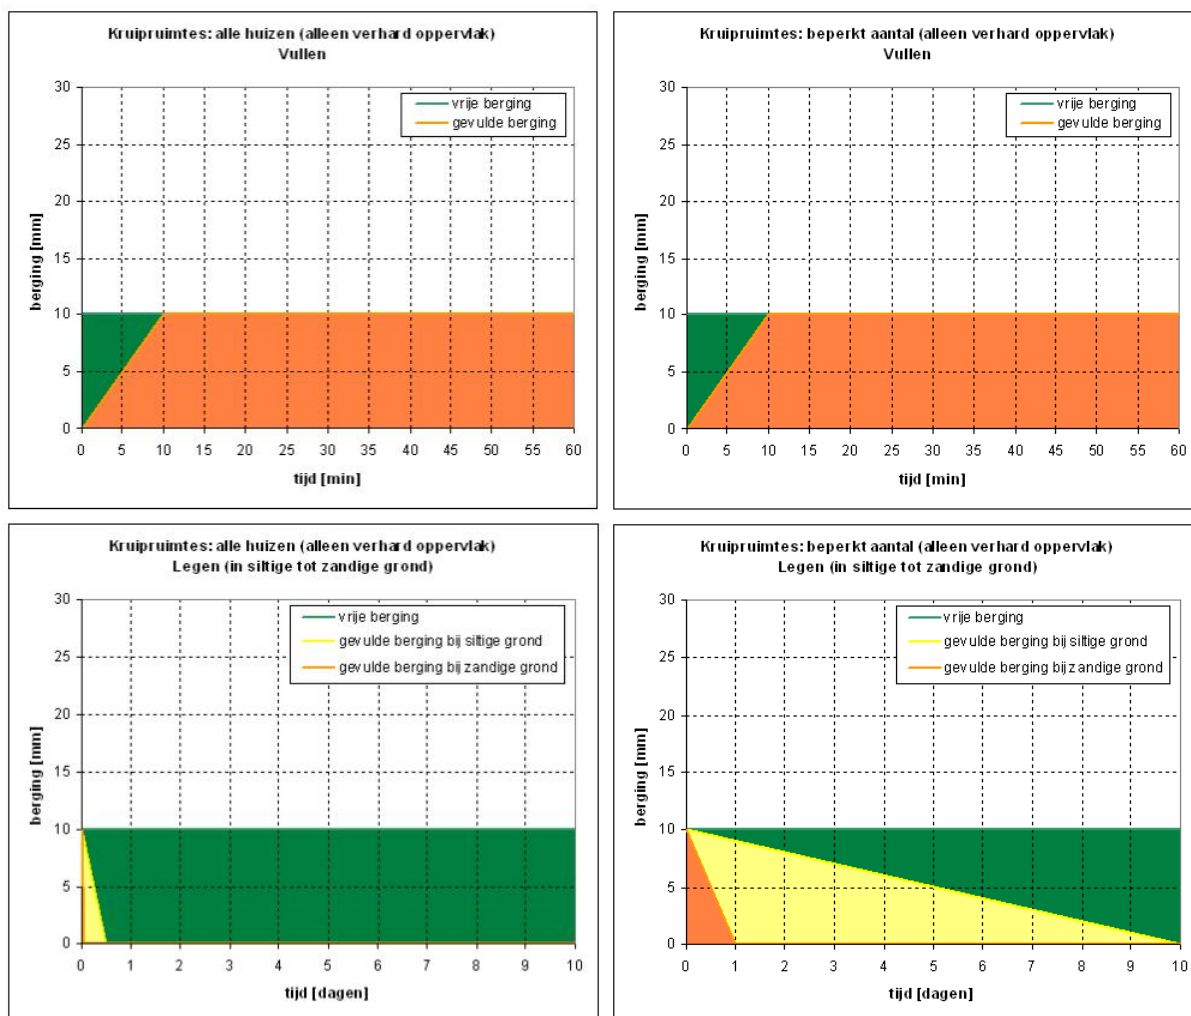 Kruipruimtes: alle huizen (alleen verhard oppervlak)
Vullen
30
25
20
15
10
5
0
berging [mm]
vrije berging
gevulde berging
0 5 10 15 20 25 30 35 40 45 50 55 60
tijd [min]
Kruipruimtes: beperkt aantal (alleen verhard oppervlak)
Vullen
30
25
20
15
10
5
0
berging [mm]
vrije berging
gevulde berging
0 5 10 15 20 25 30 35 40 45 50 55 60
tijd [min]
Kruipruimtes: alle huizen (alleen verhard oppervlak)
Legen (in siltige tot zandige grond)
30
25
20
15
10
5
0
berging [mm]
vrije berging
gevulde berging bij siltige grond
gevulde berging bij zandige grond
0 1 2 3 4 5 6 7 8 9 10
tijd [dagen]
Kruipruimtes: beperkt aantal (alleen verhard oppervlak)
Legen (in siltige tot zandige grond)
30
25
20
15
10
5
0
berging [mm]
vrije berging
gevulde berging bij siltige grond
gevulde berging bij zandige grond
0 1 2 3 4 5 6 7 8 9 10
tijd [dagen]